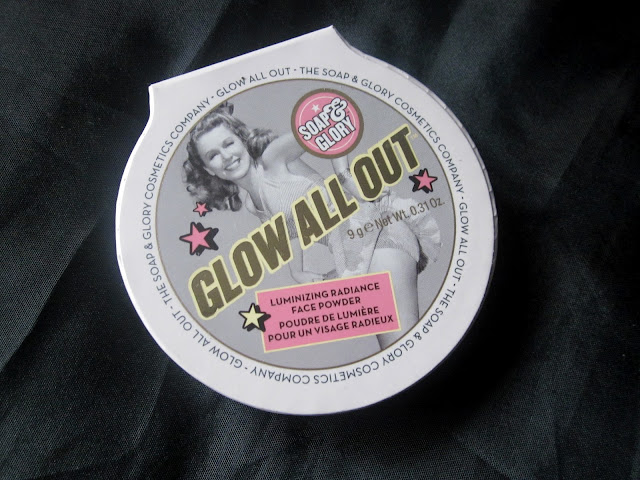 GLOW ALL OUT • THE SOAP & GLORY COSMETICS COMPANY • GLOW ALL OUT • THE SOAP & GLORY COSMETICS COMPANY • GLOW ALL OUT • THE SOAP & GLORY COSMETICS COMPANY •
SOAP &
GLORY
GLOW ALL OUT
9 g ℮ Net Wt. 0.31 Oz.
LUMINIZING RADIANCE
FACE POWDER
POUDRE DE LUMIÈRE
POUR UN VISAGE RADIEUX